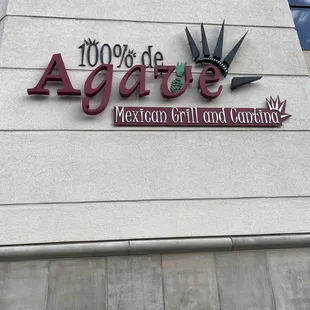 100% de
Agave
Mexican Grill and Cantina